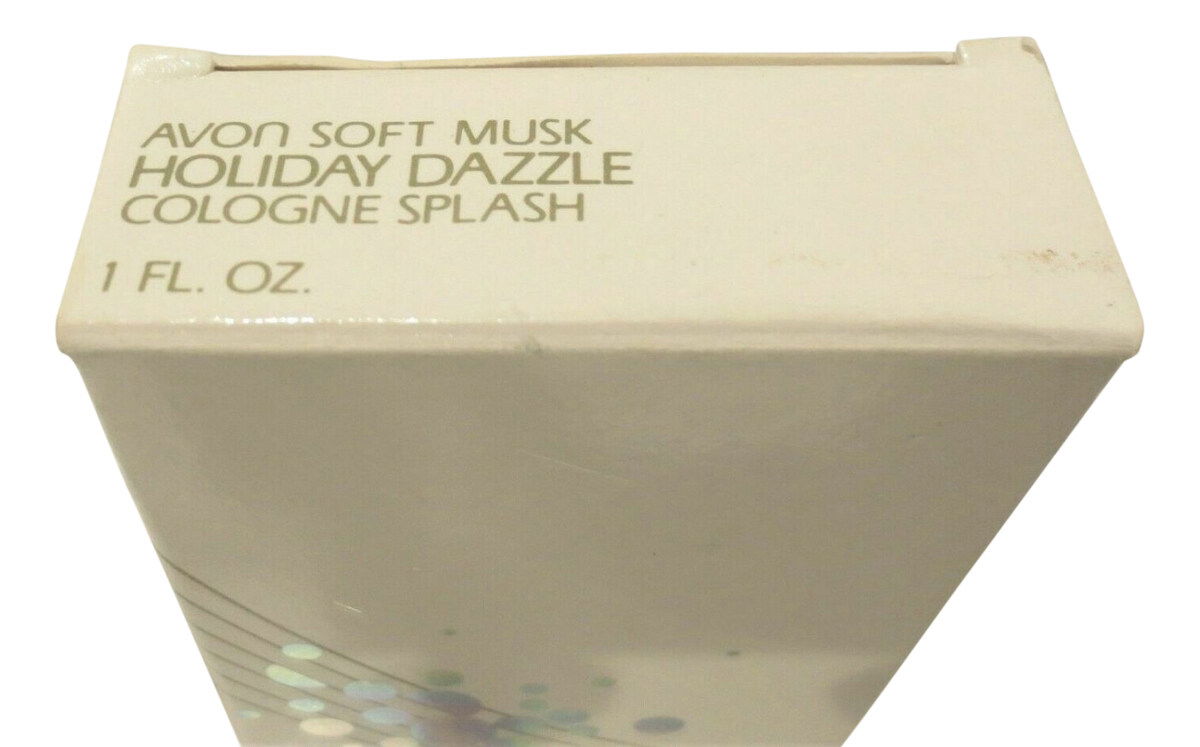 AVON SOFT MUSK
HOLIDAY DAZZLE
COLOGNE SPLASH
1 FL. OZ.